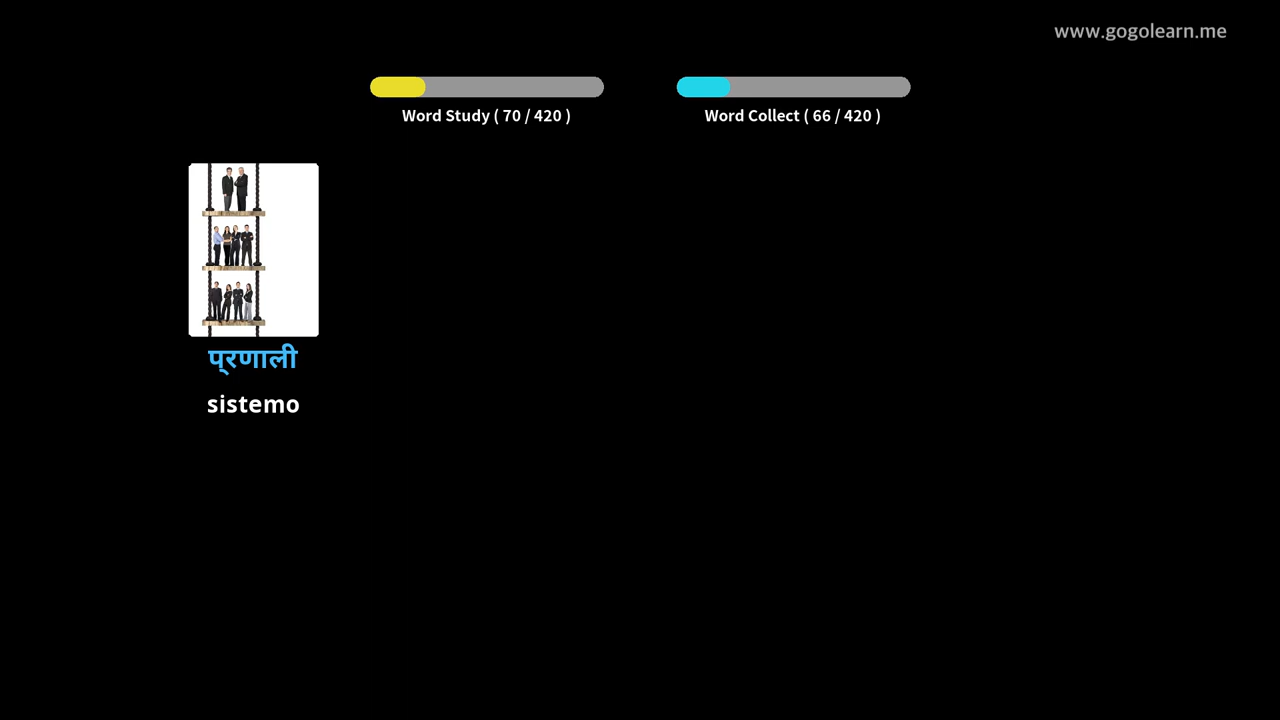 www.gogolearn.me
Word Study ( 70 / 420 )
Word Collect ( 66 / 420 )
प्रणाली
sistemo